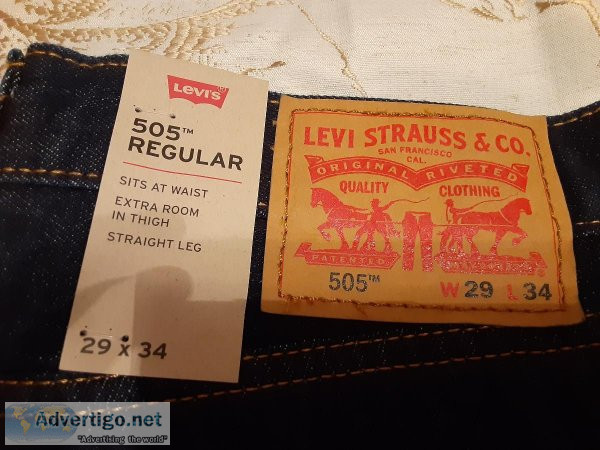 Levi's
505™
REGULAR
SITS AT WAIST
EXTRA ROOM
IN THIGH
STRAIGHT LEG
29 x 34
LEVI STRAUSS & CO.
SAN FRANCISCO
CAL.
ORIGINAL RIVETED
QUALITY CLOTHING
PATENTED
505™
W 29 L 34
Advertigo.net
"Advertising the world"